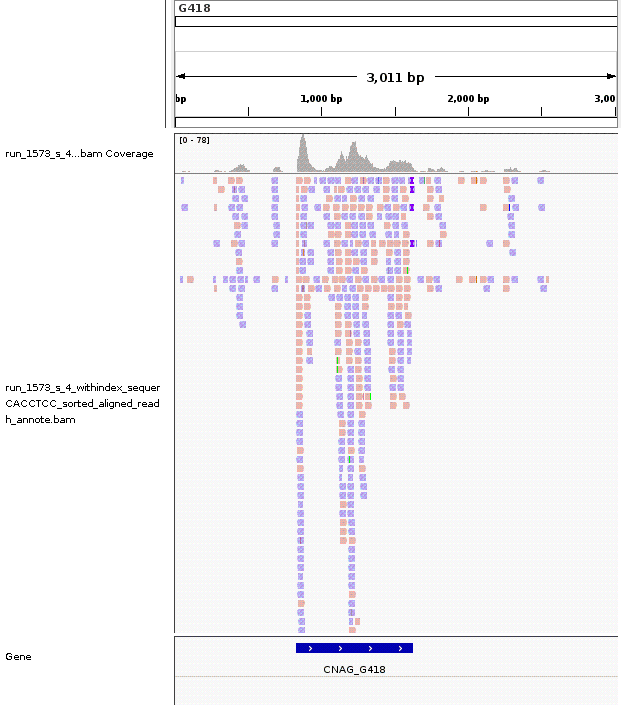 G418
3,011 bp
bp
1,000 bp
2,000 bp
3,00
run_1573_s_4...bam Coverage
[0 - 78]
run_1573_s_4_withindex_sequer
CACCTCC_sorted_aligned_read
h_annote.bam
Gene
CNAG_G418